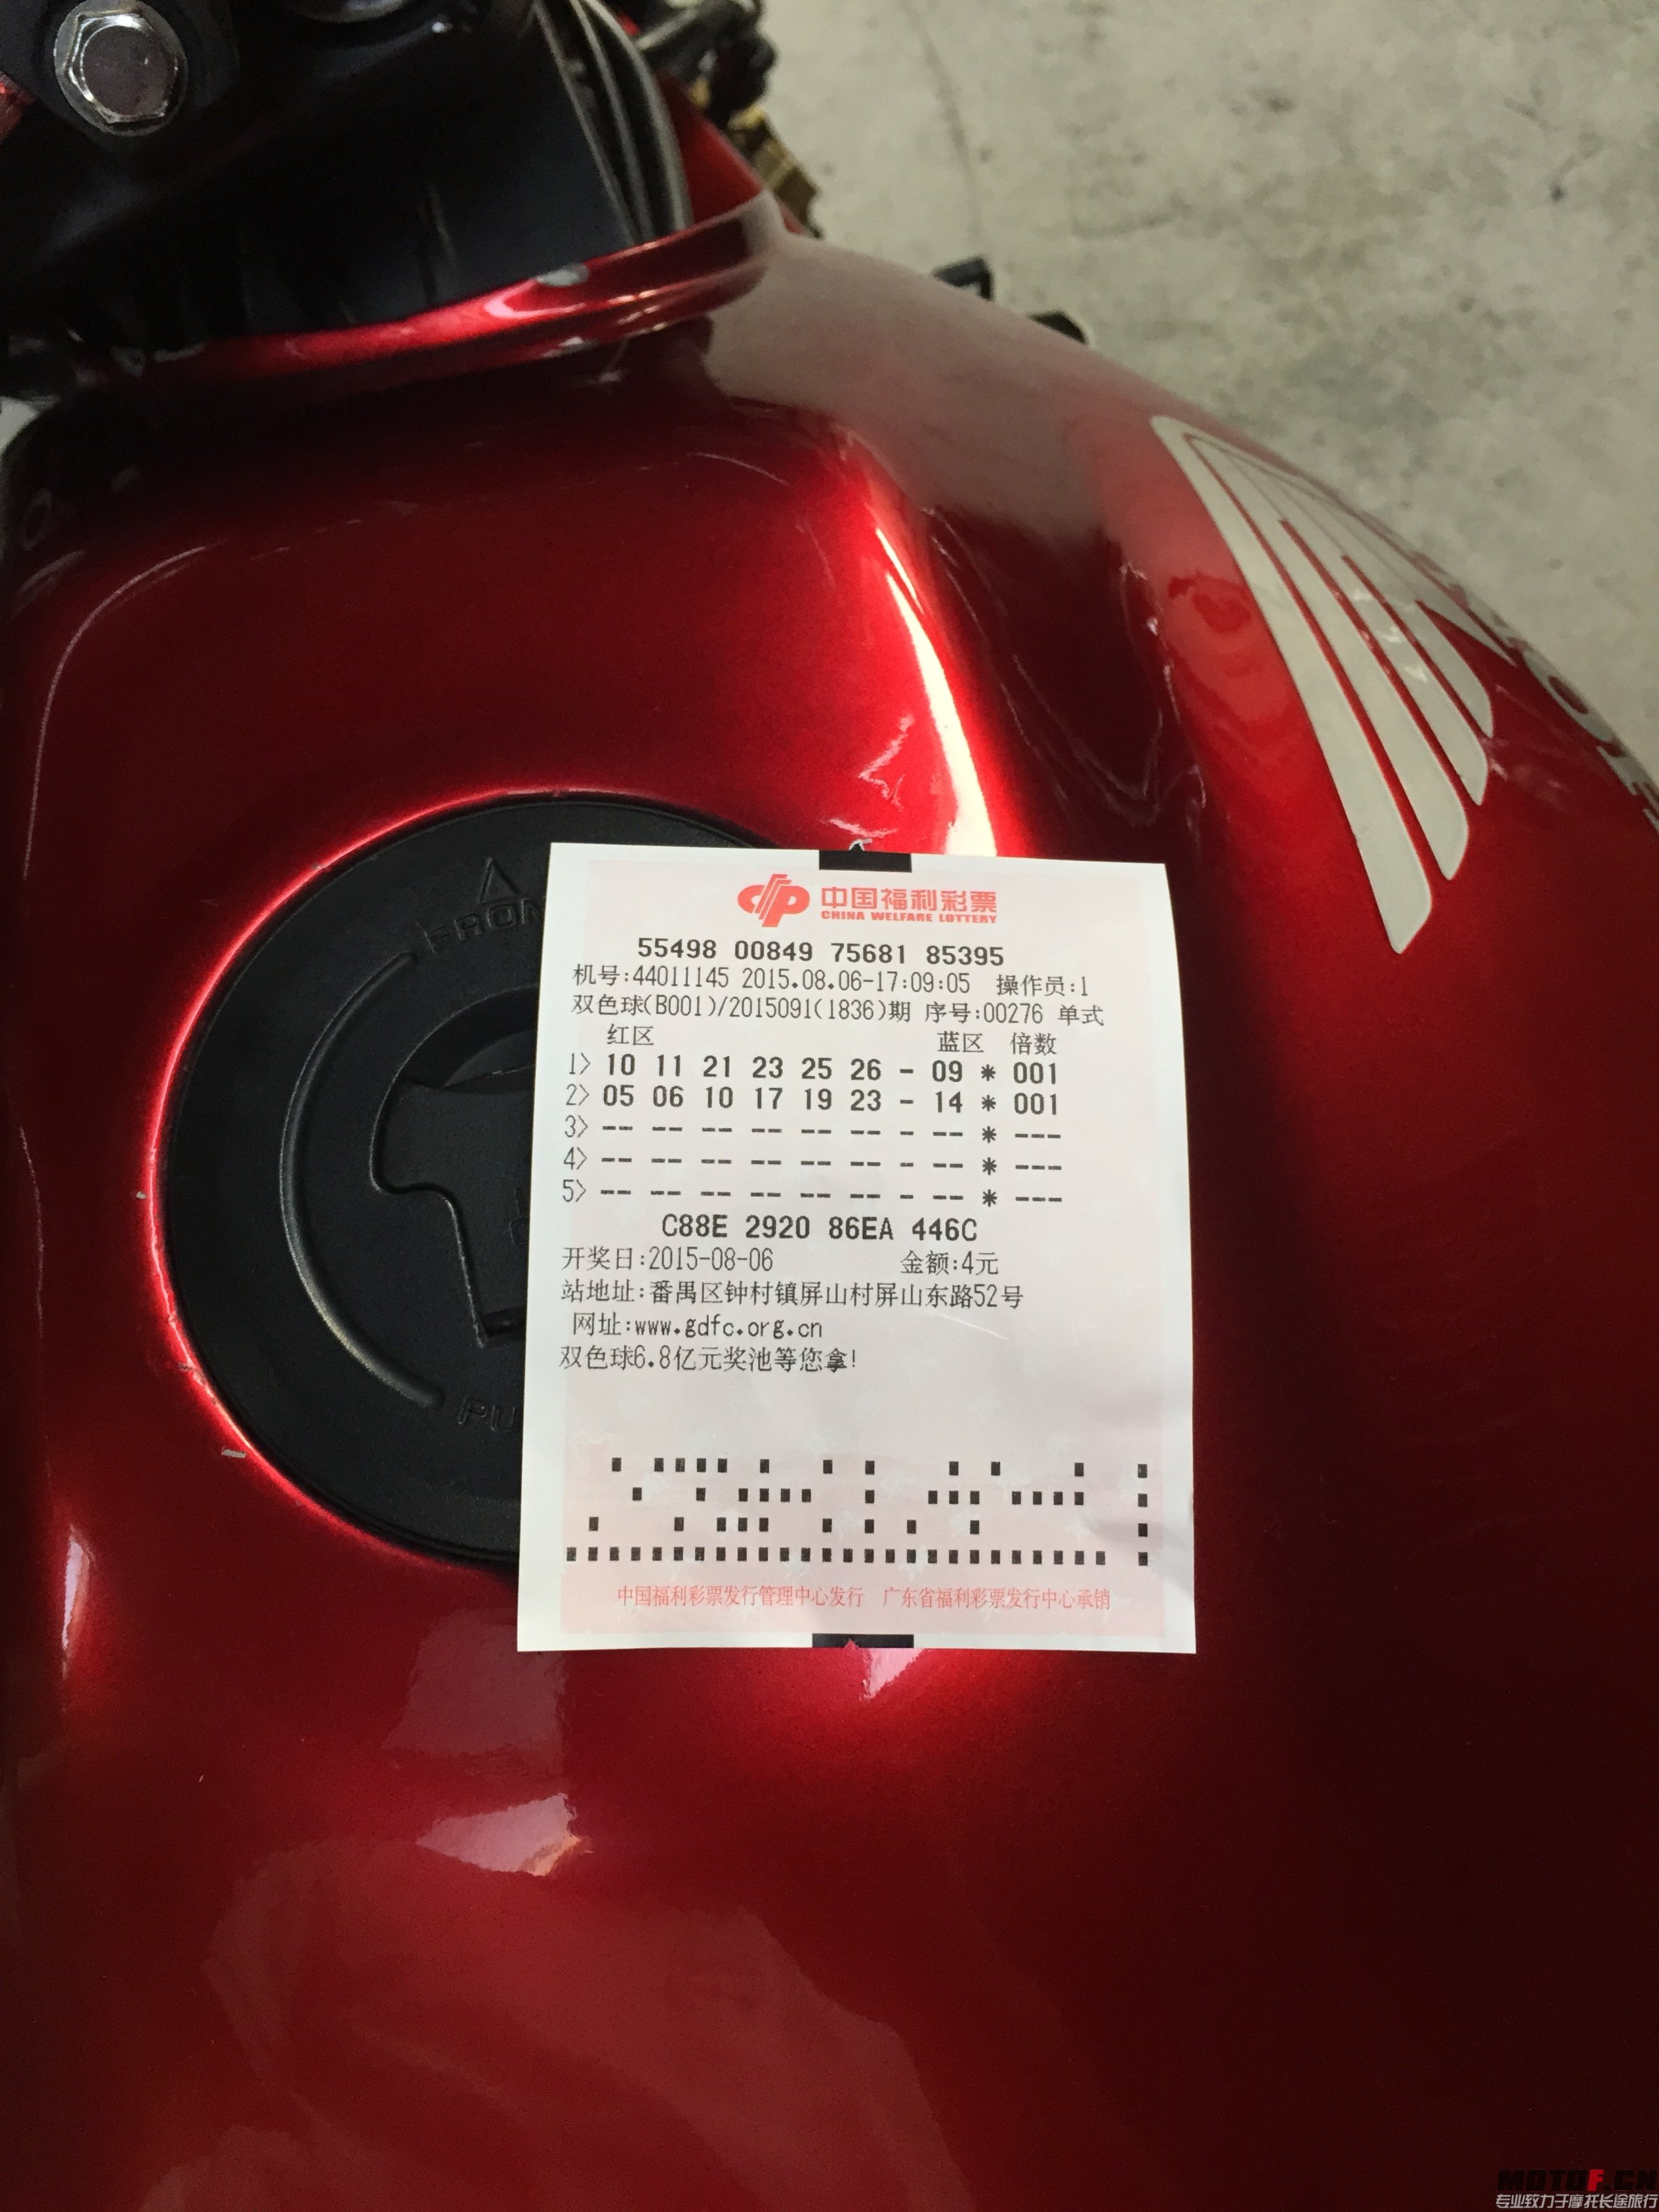 FRON
中国福利彩票
CHINA WELFARE LOTTERY
55498 00849 75681 85395
机号:44011145 2015.08.06-17:09:05 操作员:1
双色球(B001)/2015091(1836)期 序号:00276 单式
红区 蓝区 倍数
1> 10 11 21 23 25 26 - 09 * 001
2> 05 06 10 17 19 23 - 14 * 001
3> -- -- -- -- -- -- - -- * ---
4> -- -- -- -- -- -- - -- * ---
5> -- -- -- -- -- -- - -- * ---
C88E 2920 86EA 446C
开奖日:2015-08-06 金额:4元
站地址:番禺区钟村镇屏山村屏山东路52号
网址:www.gdfc.org.cn
双色球6.8亿元奖池等您拿!
PU
中国福利彩票发行管理中心发行 广东省福利彩票发行中心承销
MOTOF.CN
专业致力于摩托长途旅行